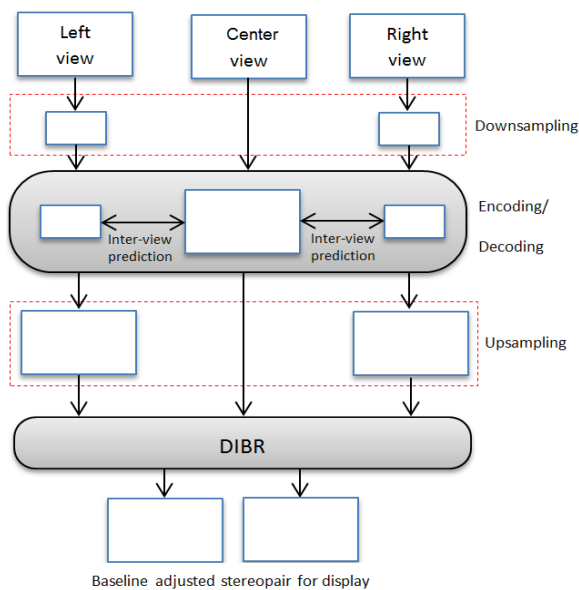 Left
view
Center
view
Right
view
Downsampling
Encoding/
Decoding
Inter-view
prediction
Inter-view
prediction
Upsampling
DIBR
Baseline adjusted stereopair for display